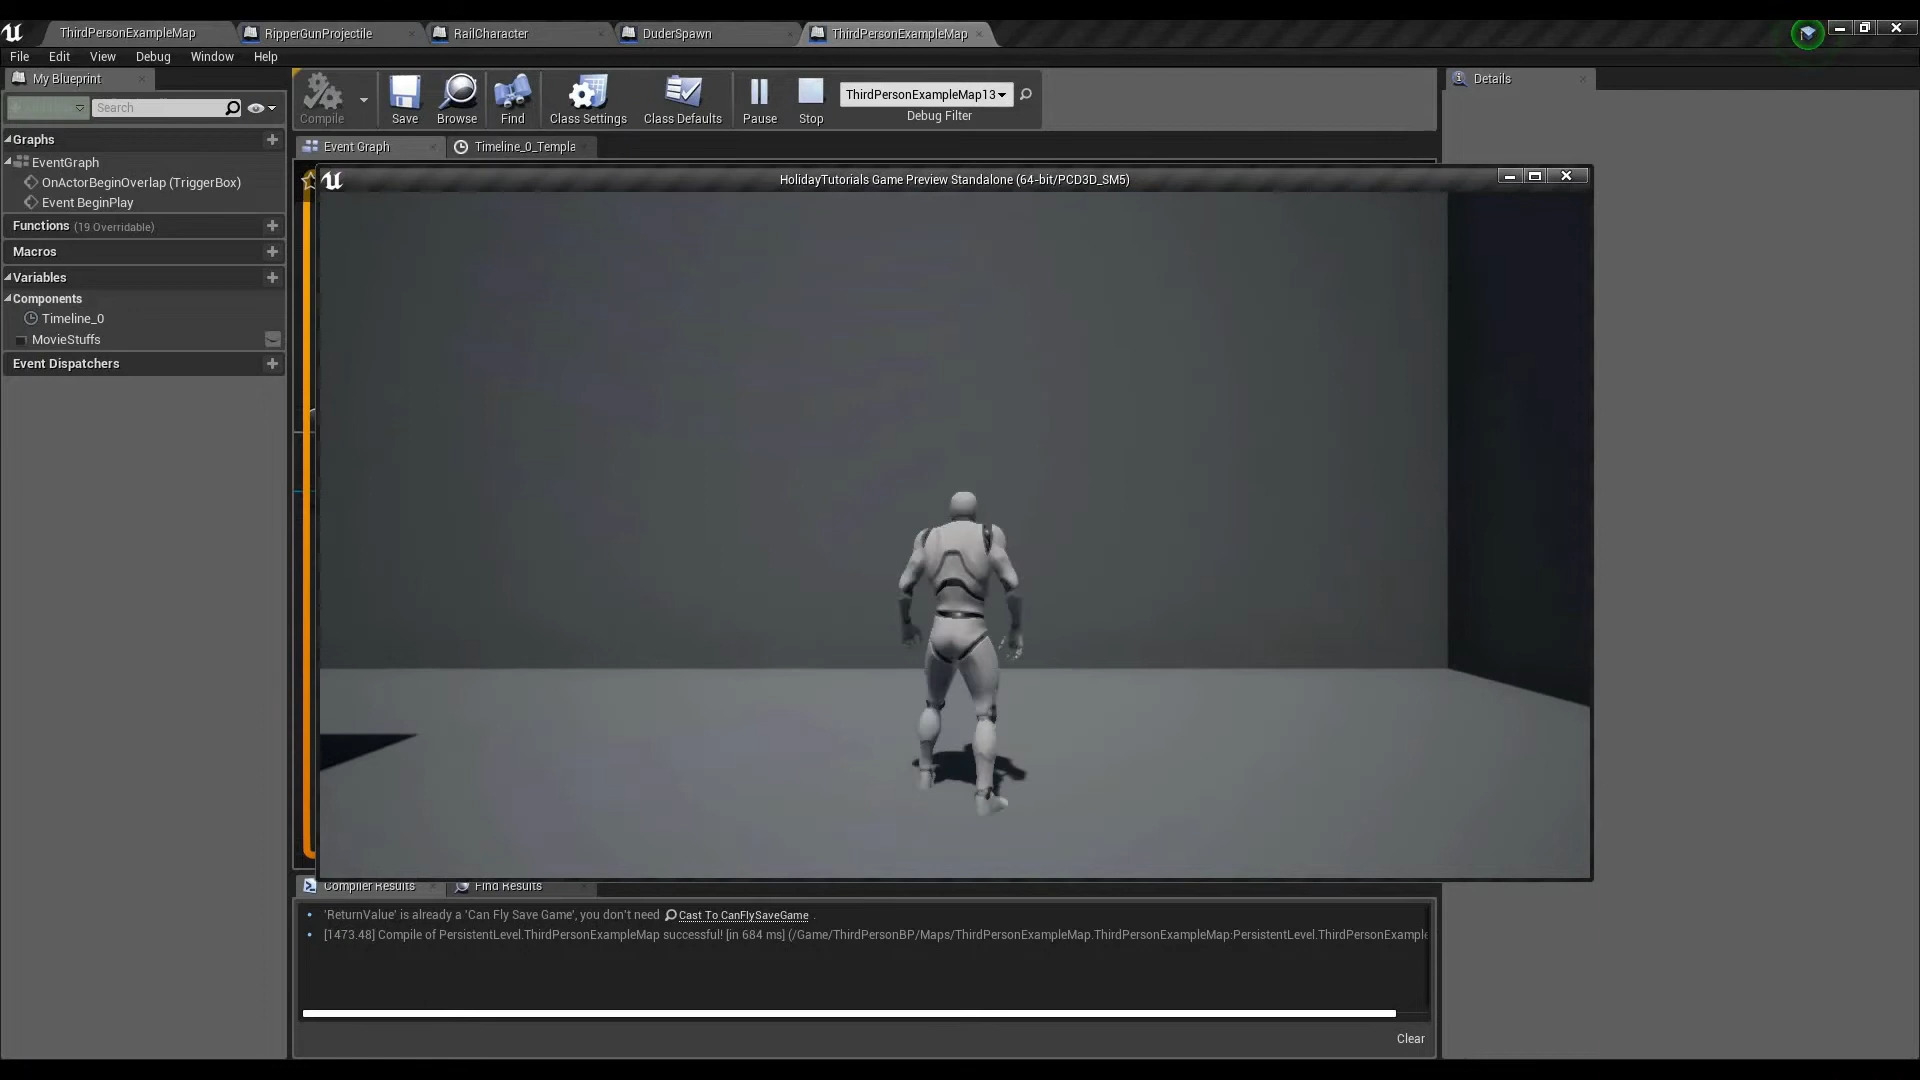 ThirdPersonExampleMap
RipperGunProjectile
RailCharacter
DuderSpawn
ThirdPersonExampleMap
File Edit View Debug Window Help
My Blueprint
Search
Graphs
EventGraph
OnActorBeginOverlap (TriggerBox)
Event BeginPlay
Functions (19 Overridable)
Macros
Variables
Components
Timeline_0
MovieStuffs
Event Dispatchers
Compile
Save
Browse
Find
Class Settings
Class Defaults
Pause
Stop
ThirdPersonExampleMap13
Debug Filter
Details
Event Graph
Timeline_0_Templa
HolidayTutorials Game Preview Standalone (64-bit/PCD3D_SM5)
Compiler Results
Find Results
'ReturnValue' is already a 'Can Fly Save Game', you don't need Cast To CanFlySaveGame .
[1473.48] Compile of PersistentLevel.ThirdPersonExampleMap successful! [in 684 ms] (/Game/ThirdPersonBP/Maps/ThirdPersonExampleMap.ThirdPersonExampleMap:PersistentLevel.ThirdPersonExample
Clear